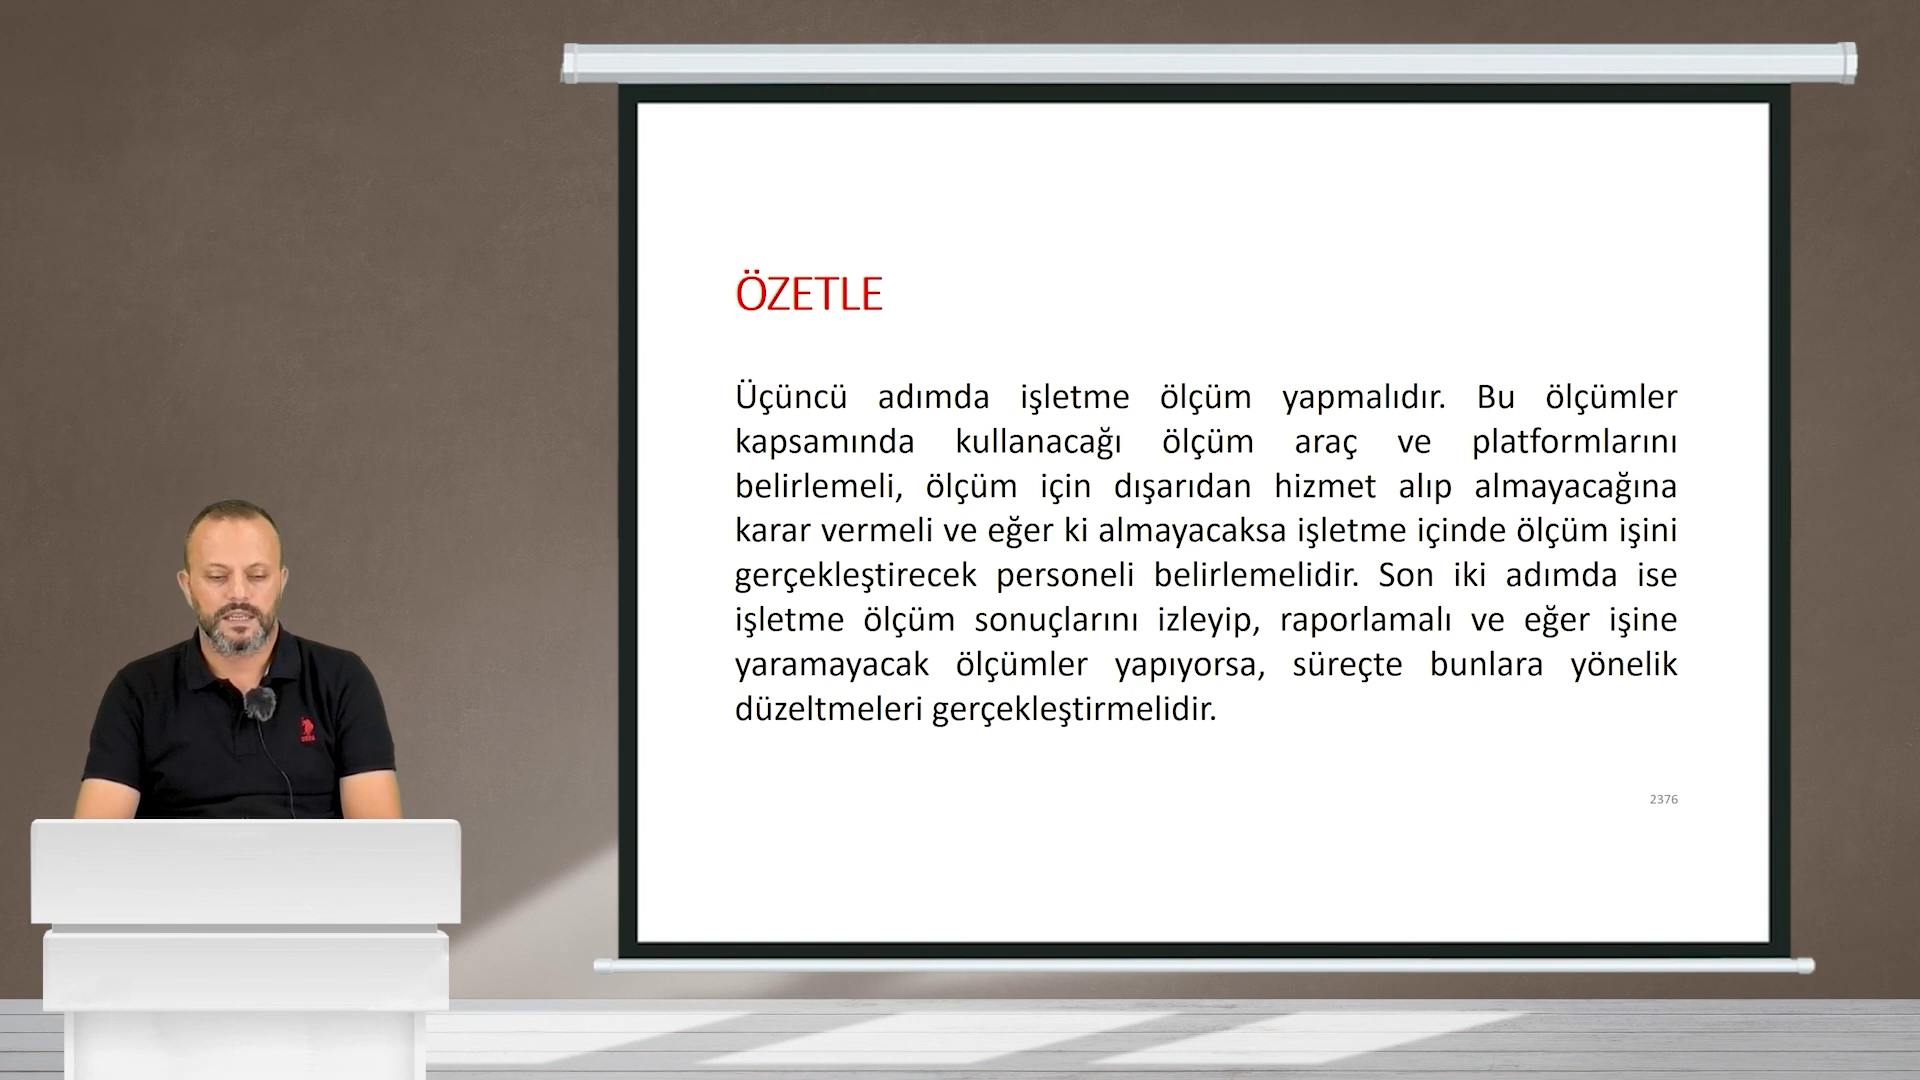 ÖZETLE
Üçüncü adımda işletme ölçüm yapmalıdır. Bu ölçümler
kapsamında kullanacağı ölçüm araç ve platformlarını
belirlemeli, ölçüm için dışarıdan hizmet alıp almayacağına
karar vermeli ve eğer ki almayacaksa işletme içinde ölçüm işini
gerçekleştirecek personeli belirlemelidir. Son iki adımda ise
işletme ölçüm sonuçlarını izleyip, raporlamalı ve eğer işine
yaramayacak ölçümler yapıyorsa, süreçte bunlara yönelik
düzeltmeleri gerçekleştirmelidir.
2376